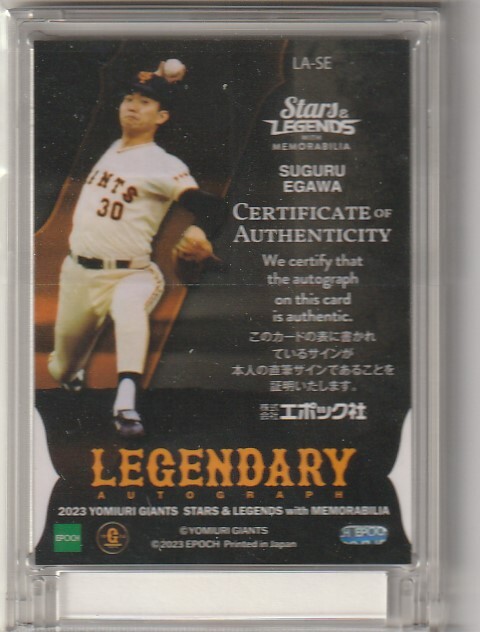 LA-SE
Stars &
LEGENDS
WITH
MEMORABILIA
SUGURU
EGAWA
CERTIFICATE OF
AUTHENTICITY
We certify that
the autograph
on this card
is authentic.
このカードの表に書かれ
ているサインが
本人の直筆サインであることを
証明いたします。
株式会社エポック社
GIANTS
30
LEGENDARY
AUTOGRAPH
2023 YOMIURI GIANTS STARS & LEGENDS with MEMORABILIA
EPOCH
G
©YOMIURI GIANTS
©2023 EPOCH Printed in Japan
EPOCH